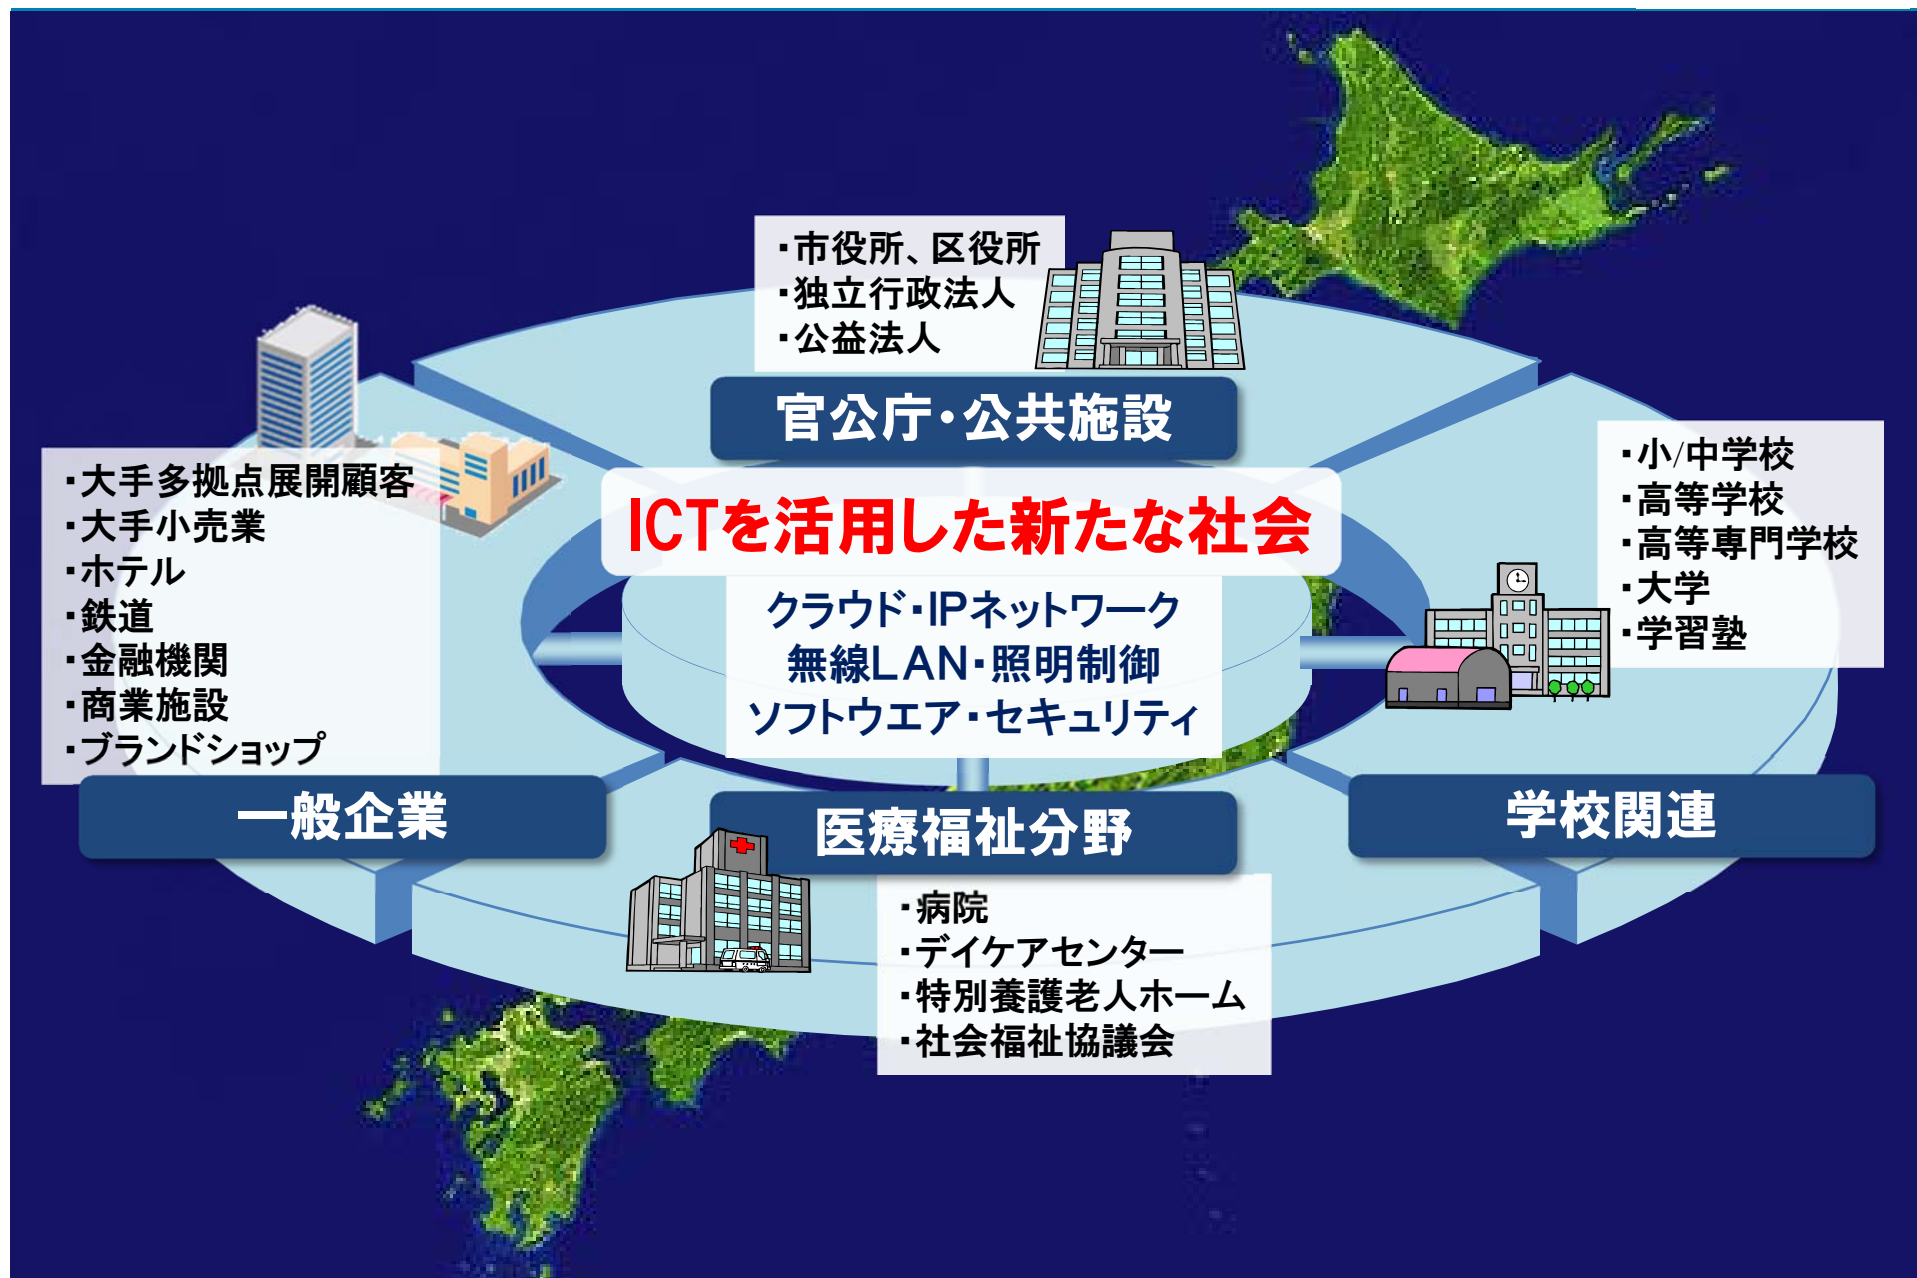 ・市役所、区役所
・独立行政法人
・公益法人
官公庁・公共施設
ICTを活用した新たな社会
クラウド・IPネットワーク
無線LAN・照明制御
ソフトウエア・セキュリティ
・大手多拠点展開顧客
・大手小売業
・ホテル
・鉄道
・金融機関
・商業施設
・ブランドショップ
一般企業
・小/中学校
・高等学校
・高等専門学校
・大学
・学習塾
学校関連
医療福祉分野
・病院
・デイケアセンター
・特別養護老人ホーム
・社会福祉協議会